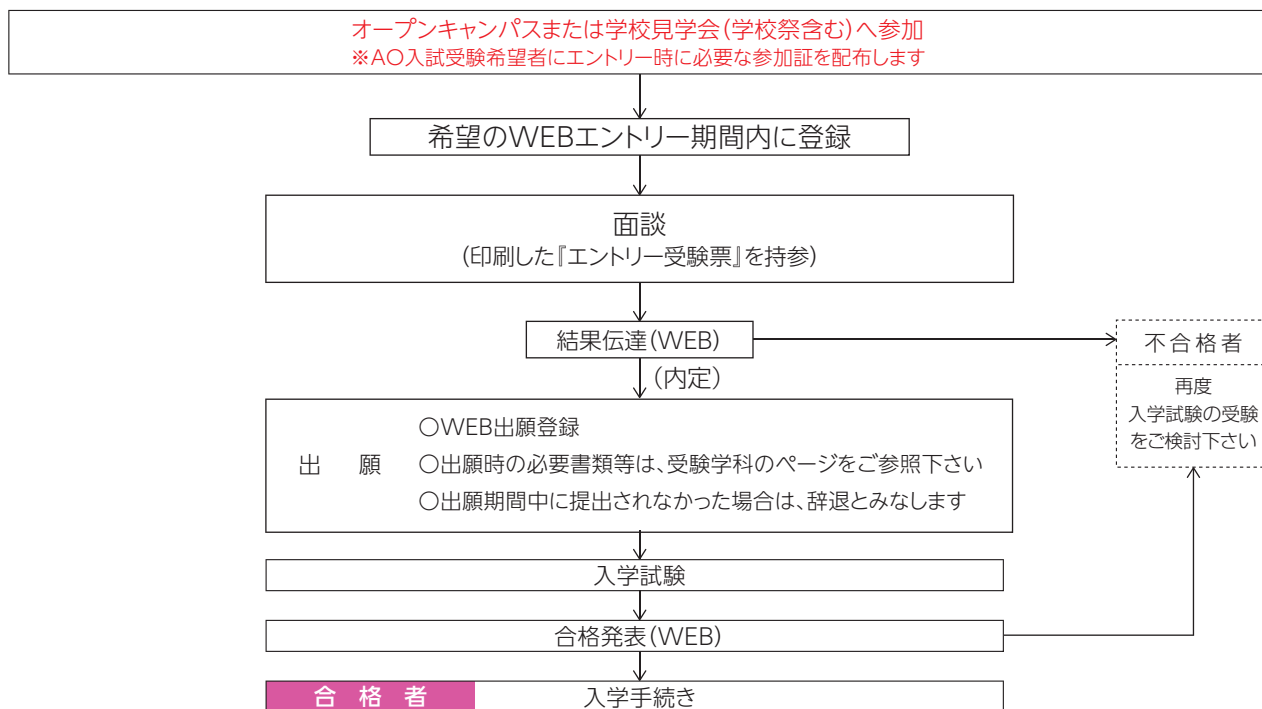 オープンキャンパスまたは学校見学会(学校祭含む)へ参加
※AO入試受験希望者にエントリー時に必要な参加証を配布します
希望のWEBエントリー期間内に登録
面談
(印刷した『エントリー受験票』を持参)
結果伝達(WEB)
(内定)
不合格者
再度
入学試験の受験
をご検討下さい
出　願
○WEB出願登録
○出願時の必要書類等は、受験学科のページをご参照下さい
○出願期間中に提出されなかった場合は、辞退とみなします
入学試験
合格発表(WEB)
合 格 者　入学手続き